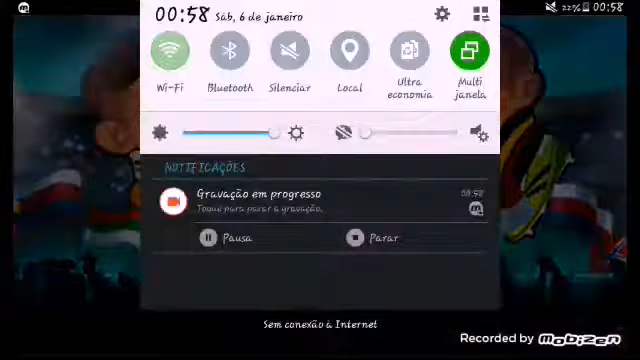 00:58 Sáb, 6 de janeiro
22% 00:58
Wi-Fi
Bluetooth
Silenciar
Local
Ultra economia
Multi janela
NOTIFICAÇÕES
Gravação em progresso
00:58
Toque para parar a gravação.
Pausa
Parar
Sem conexão à Internet
Recorded by mobizen